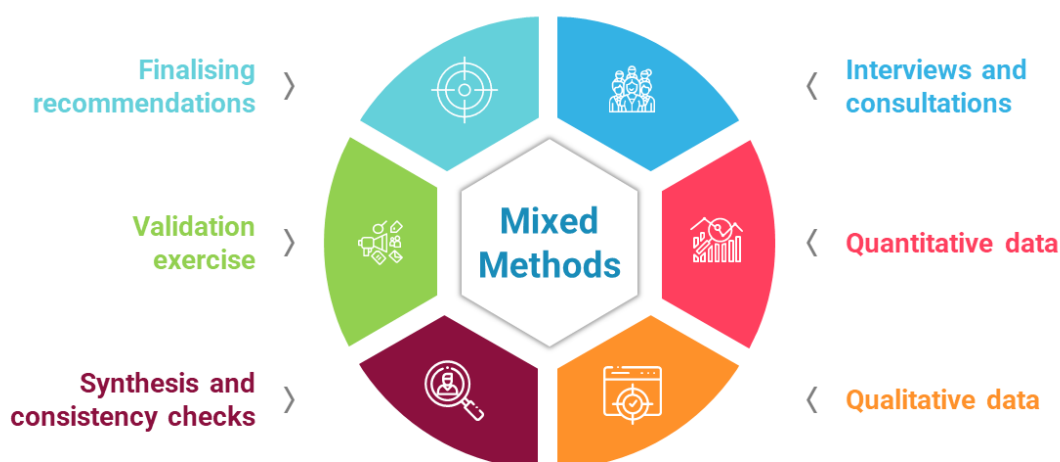 Finalising
recommendations
Interviews and
consultations
Validation
exercise
Mixed
Methods
Quantitative data
Synthesis and
consistency checks
Qualitative data